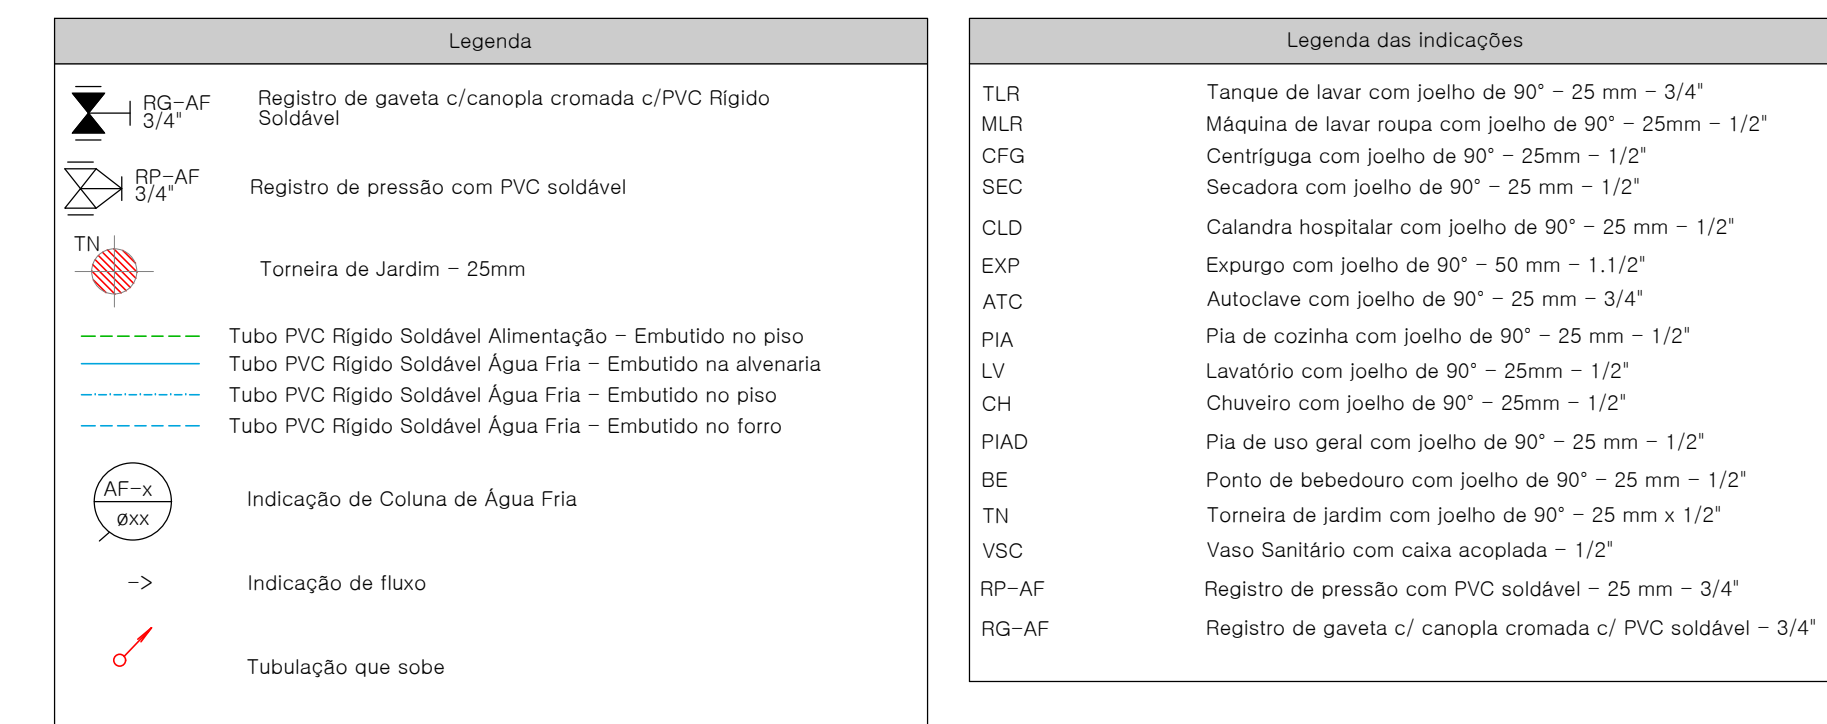 Legenda
RG-AF
3/4"
Registro de gaveta c/canopla cromada c/PVC Rígido
Soldável
RP-AF
3/4"
Registro de pressão com PVC soldável
TN
Torneira de Jardim - 25mm
Tubo PVC Rígido Soldável Alimentação - Embutido no piso
Tubo PVC Rígido Soldável Água Fria - Embutido na alvenaria
Tubo PVC Rígido Soldável Água Fria - Embutido no piso
Tubo PVC Rígido Soldável Água Fria - Embutido no forro
AF-x
øxx
Indicação de Coluna de Água Fria
-> Indicação de fluxo
Tubulação que sobe
Legenda das indicações
TLR Tanque de lavar com joelho de 90° - 25 mm - 3/4"
MLR Máquina de lavar roupa com joelho de 90° - 25mm - 1/2"
CFG Centríguga com joelho de 90° - 25mm - 1/2"
SEC Secadora com joelho de 90° - 25 mm - 1/2"
CLD Calandra hospitalar com joelho de 90° - 25 mm - 1/2"
EXP Expurgo com joelho de 90° - 50 mm - 1.1/2"
ATC Autoclave com joelho de 90° - 25 mm - 3/4"
PIA Pia de cozinha com joelho de 90° - 25 mm - 1/2"
LV Lavatório com joelho de 90° - 25mm - 1/2"
CH Chuveiro com joelho de 90° - 25mm - 1/2"
PIAD Pia de uso geral com joelho de 90° - 25 mm - 1/2"
BE Ponto de bebedouro com joelho de 90° - 25 mm - 1/2"
TN Torneira de jardim com joelho de 90° - 25 mm x 1/2"
VSC Vaso Sanitário com caixa acoplada - 1/2"
RP-AF Registro de pressão com PVC soldável - 25 mm - 3/4"
RG-AF Registro de gaveta c/ canopla cromada c/ PVC soldável - 3/4"